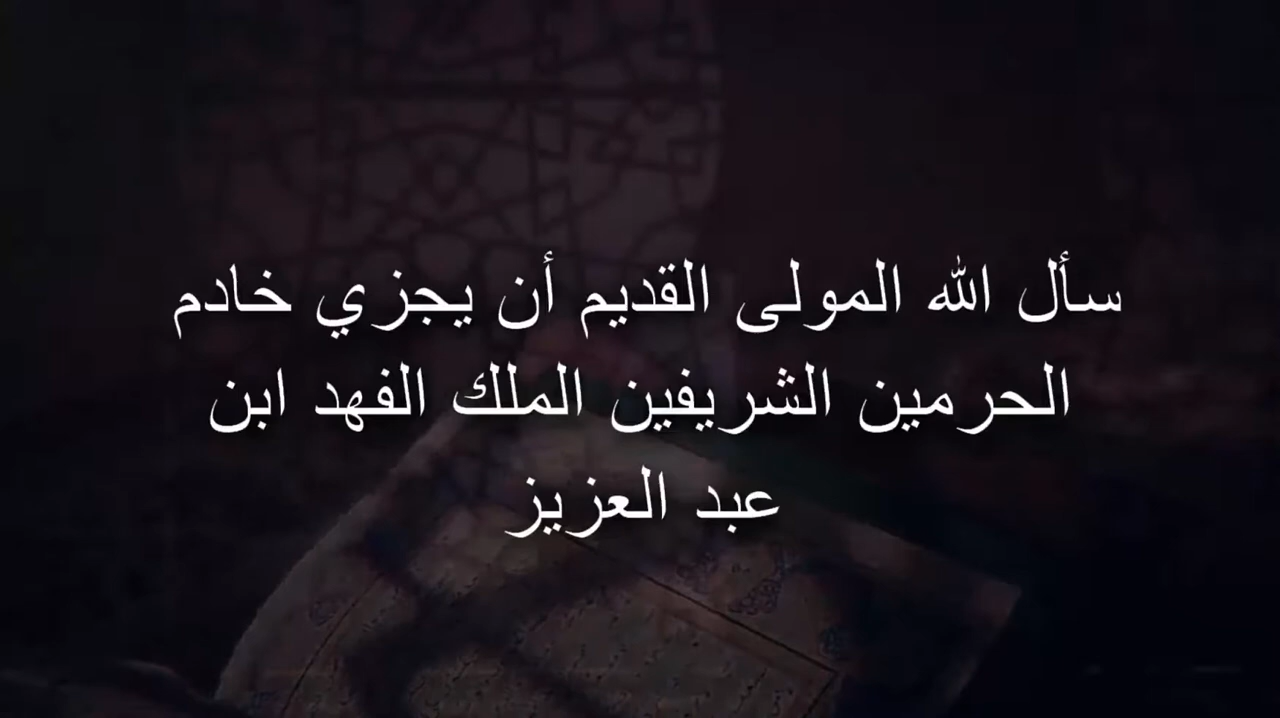 سأل الله المولى القديم أن يجزي خادم
الحرمين الشريفين الملك الفهد ابن
عبد العزيز